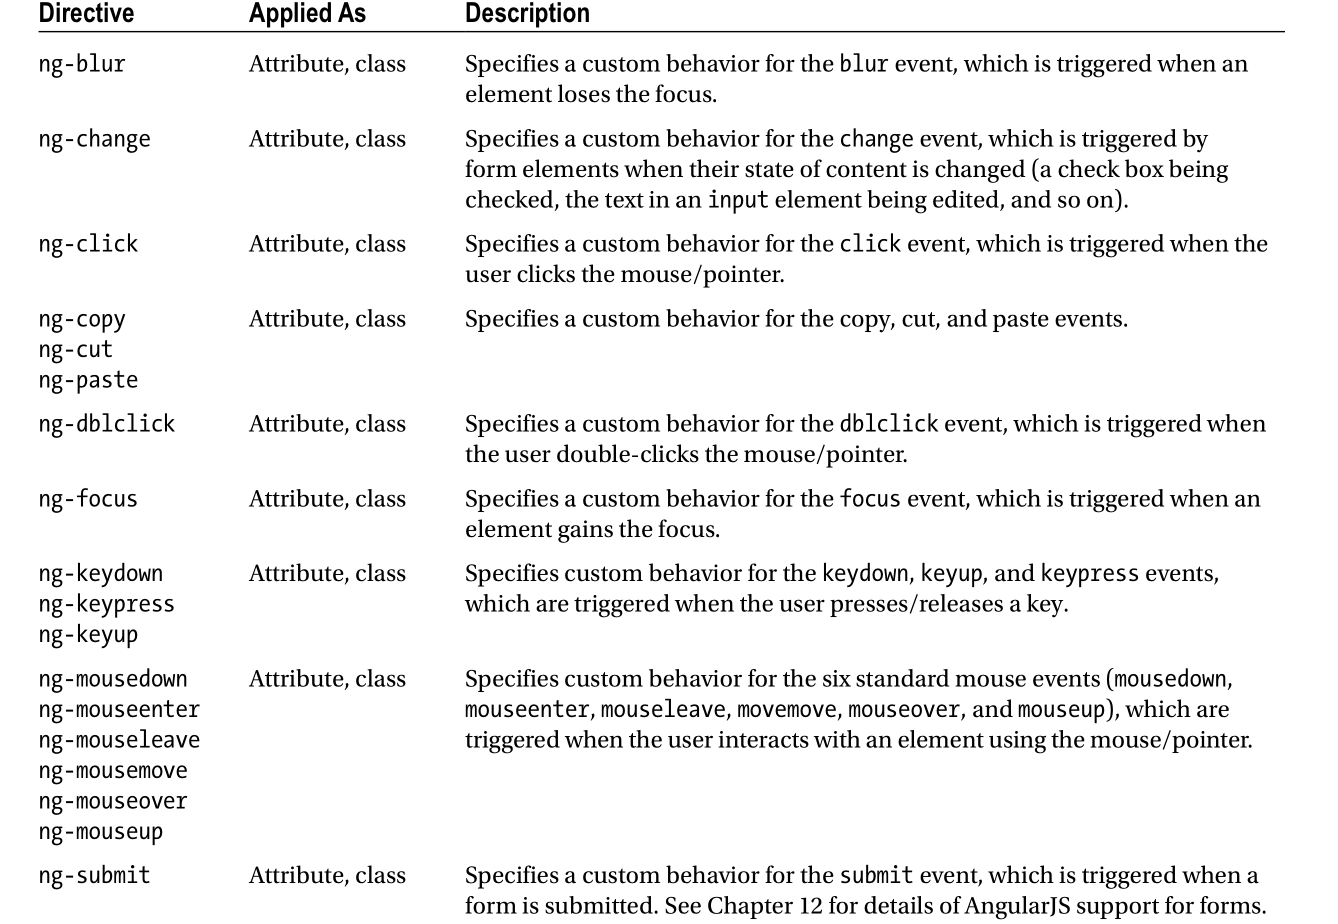 Directive Applied As Description
ng-blur Attribute, class Specifies a custom behavior for the blur event, which is triggered when an
element loses the focus.
ng-change Attribute, class Specifies a custom behavior for the change event, which is triggered by
form elements when their state of content is changed (a check box being
checked, the text in an input element being edited, and so on).
ng-click Attribute, class Specifies a custom behavior for the click event, which is triggered when the
user clicks the mouse/pointer.
ng-copy Attribute, class Specifies a custom behavior for the copy, cut, and paste events.
ng-cut
ng-paste
ng-dblclick Attribute, class Specifies a custom behavior for the dblclick event, which is triggered when
the user double-clicks the mouse/pointer.
ng-focus Attribute, class Specifies a custom behavior for the focus event, which is triggered when an
element gains the focus.
ng-keydown Attribute, class Specifies custom behavior for the keydown, keyup, and keypress events,
ng-keypress which are triggered when the user presses/releases a key.
ng-keyup
ng-mousedown Attribute, class Specifies custom behavior for the six standard mouse events (mousedown,
ng-mouseenter mouseenter, mouseleave, movemove, mouseover, and mouseup), which are
ng-mouseleave triggered when the user interacts with an element using the mouse/pointer.
ng-mousemove
ng-mouseover
ng-mouseup
ng-submit Attribute, class Specifies a custom behavior for the submit event, which is triggered when a
form is submitted. See Chapter 12 for details of AngularJS support for forms.